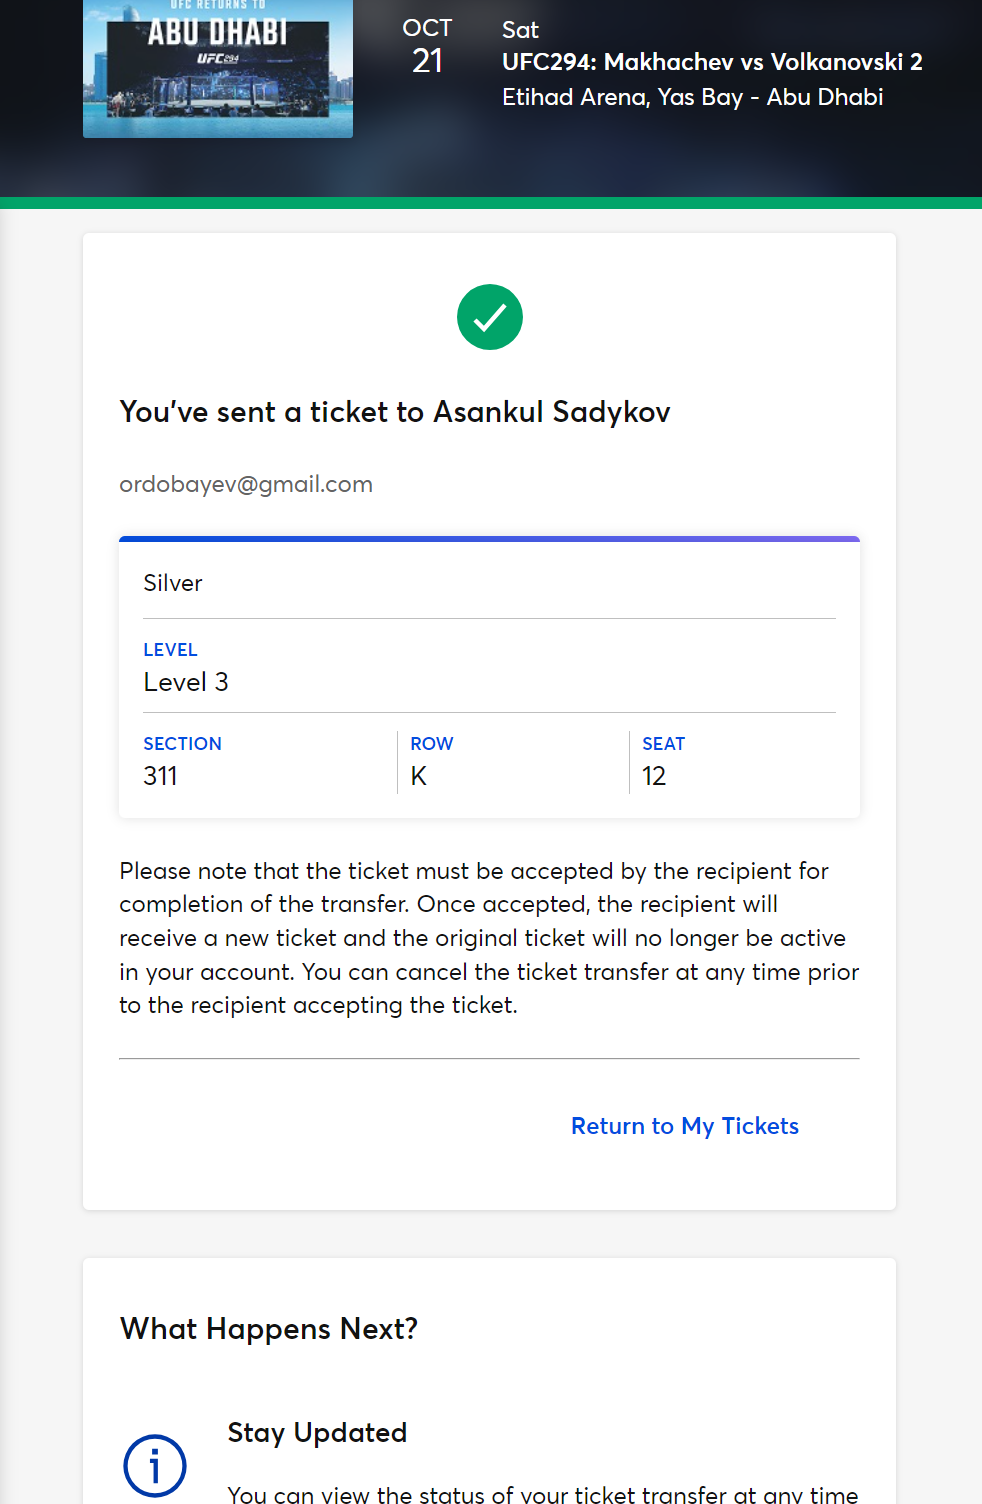 UFC RETURNS TO
ABU DHABI
UFC294
OCT
21
Sat
UFC294: Makhachev vs Volkanovski 2
Etihad Arena, Yas Bay - Abu Dhabi
You've sent a ticket to Asankul Sadykov
ordobayev@gmail.com
Silver
LEVEL
Level 3
SECTION ROW SEAT
311 K 12
Please note that the ticket must be accepted by the recipient for
completion of the transfer. Once accepted, the recipient will
receive a new ticket and the original ticket will no longer be active
in your account. You can cancel the ticket transfer at any time prior
to the recipient accepting the ticket.
Return to My Tickets
What Happens Next?
Stay Updated
You can view the status of your ticket transfer at any time